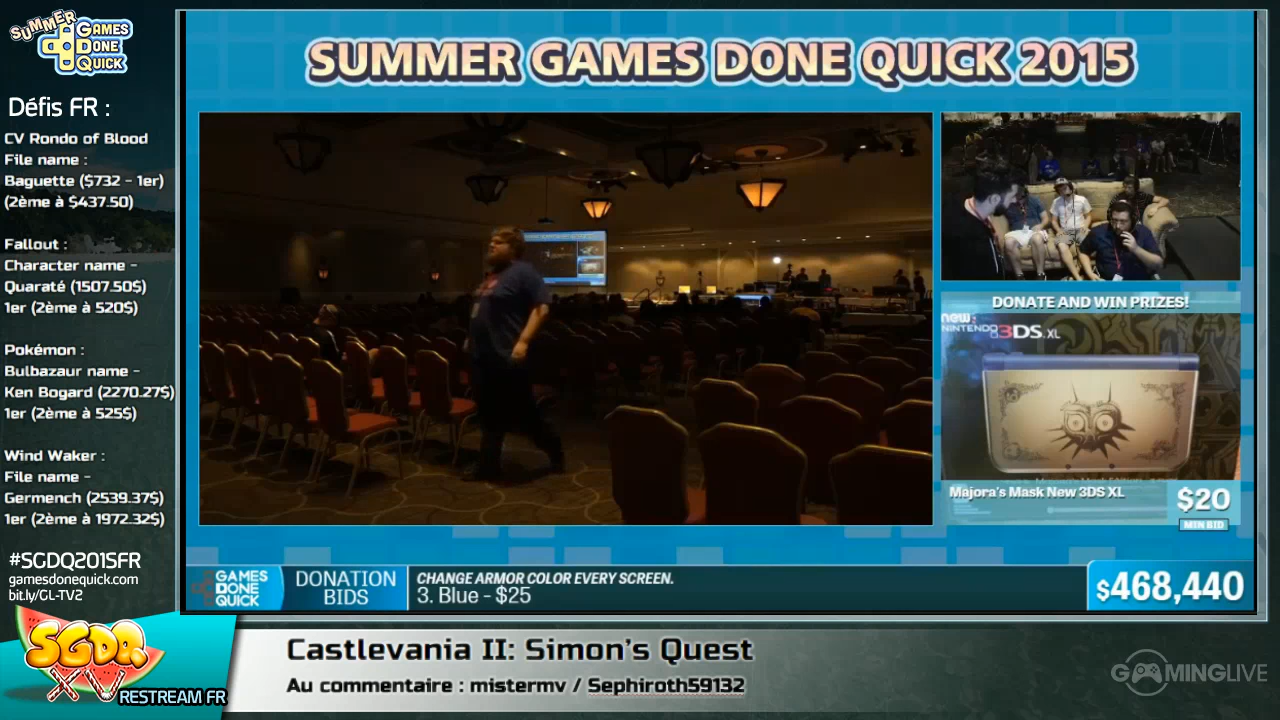 SUMMER
GAMES
DONE
QUICK
Défis FR :
CV Rondo of Blood
File name :
Baguette ($732 - 1er)
(2ème à $437.50)
Fallout :
Character name -
Quaraté (1507.50$)
1er (2ème à 520$)
Pokémon :
Bulbazaur name -
Ken Bogard (2270.27$)
1er (2ème à 525$)
Wind Waker :
File name -
Germench (2539.37$)
1er (2ème à 1972.32$)
#SGDQ2015FR
gamesdonequick.com
bit.ly/GL-TV2
SGDQ
XV
RESTREAM FR
SUMMER GAMES DONE QUICK 2015
DONATE AND WIN PRIZES!
new
NINTENDO
3DS XL
Majora's Mask New 3DS XL
$20
MIN BID
GAMES
DONE
QUICK
DONATION
BIDS
CHANGE ARMOR COLOR EVERY SCREEN.
3. Blue - $25
$468,440
Castlevania II: Simon's Quest
Au commentaire : mistermv / Sephiroth59132
GAMINGLIVE